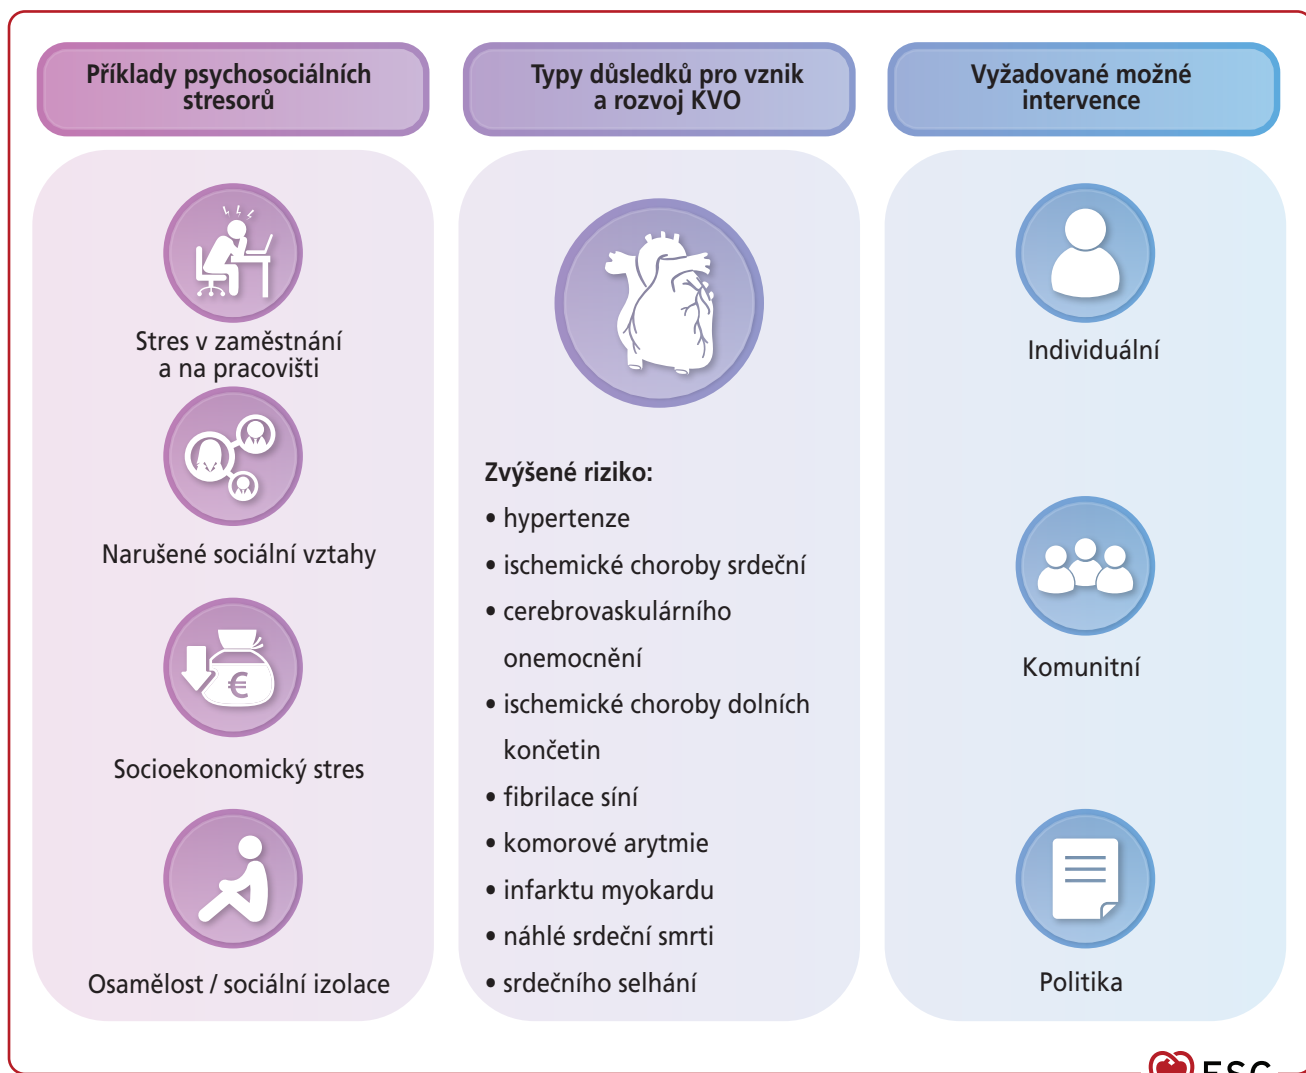 Příklady psychosociálních
stresorů
Stres v zaměstnání
a na pracovišti
Narušené sociální vztahy
€
Socioekonomický stres
Osamělost / sociální izolace
Typy důsledků pro vznik
a rozvoj KVO
Zvýšené riziko:
• hypertenze
• ischemické choroby srdeční
• cerebrovaskulárního
onemocnění
• ischemické choroby dolních
končetin
• fibrilace síní
• komorové arytmie
• infarktu myokardu
• náhlé srdeční smrti
• srdečního selhání
Vyžadované možné
intervence
Individuální
Komunitní
Politika
ESC